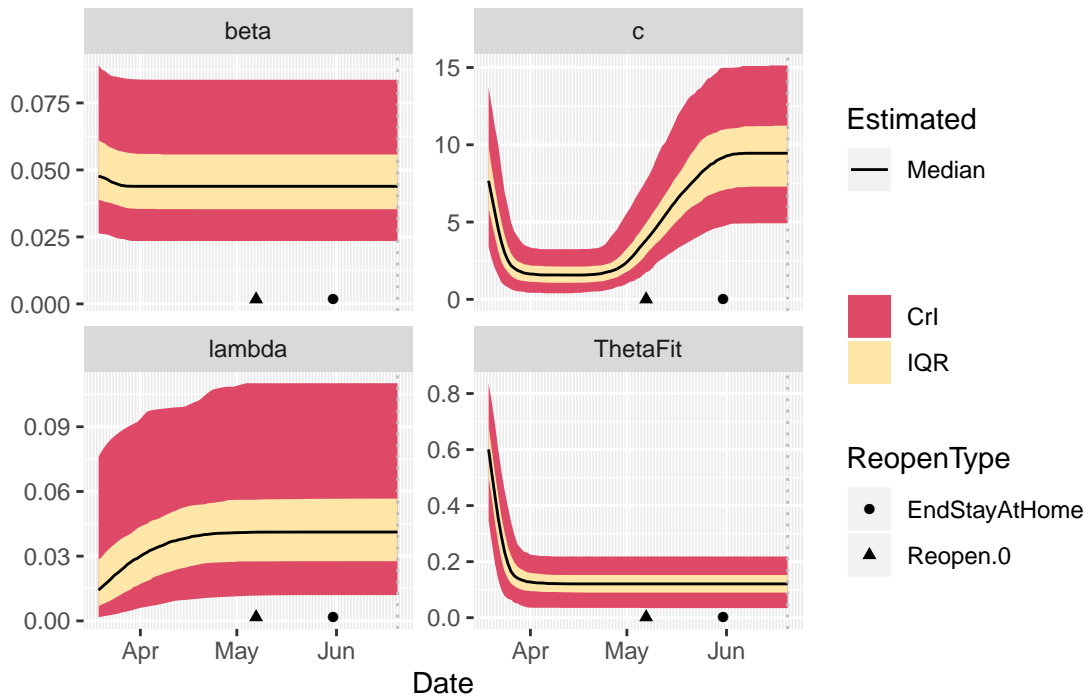 beta
c
0.075
0.050
0.025
0.000
15
10
5
0
lambda
ThetaFit
0.09
0.06
0.03
0.00
0.8
0.6
0.4
0.2
0.0
Apr May Jun
Apr May Jun
Date
Estimated
Median
CrI
IQR
ReopenType
EndStayAtHome
Reopen.0